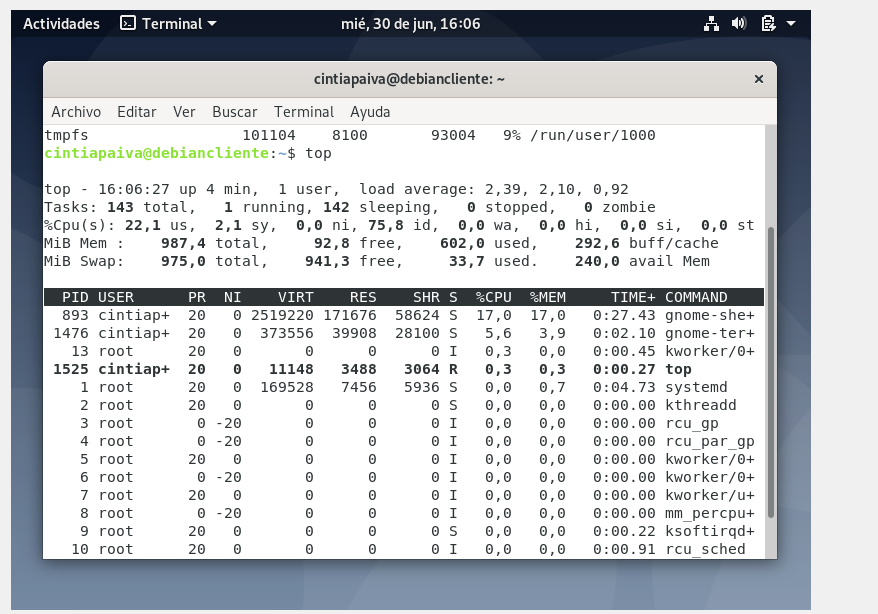 Actividades Terminal mié, 30 de jun, 16:06
cintiapaiva@debiancliente: ~
Archivo Editar Ver Buscar Terminal Ayuda
tmpfs 101104 8100 93004 9% /run/user/1000
cintiapaiva@debiancliente:~$ top
top - 16:06:27 up 4 min, 1 user, load average: 2,39, 2,10, 0,92
Tasks: 143 total, 1 running, 142 sleeping, 0 stopped, 0 zombie
%Cpu(s): 22,1 us, 2,1 sy, 0,0 ni, 75,8 id, 0,0 wa, 0,0 hi, 0,0 si, 0,0 st
MiB Mem : 987,4 total, 92,8 free, 602,0 used, 292,6 buff/cache
MiB Swap: 975,0 total, 941,3 free, 33,7 used. 240,0 avail Mem
PID USER PR NI VIRT RES SHR S %CPU %MEM TIME+ COMMAND
893 cintiap+ 20 0 2519220 171676 58624 S 17,0 17,0 0:27.43 gnome-she+
1476 cintiap+ 20 0 373556 39908 28100 S 5,6 3,9 0:02.10 gnome-ter+
13 root 20 0 0 0 0 I 0,3 0,0 0:00.45 kworker/0+
1525 cintiap+ 20 0 11148 3488 3064 R 0,3 0,3 0:00.27 top
1 root 20 0 169528 7456 5936 S 0,0 0,7 0:04.73 systemd
2 root 20 0 0 0 0 S 0,0 0,0 0:00.00 kthreadd
3 root 0 -20 0 0 0 I 0,0 0,0 0:00.00 rcu_gp
4 root 0 -20 0 0 0 I 0,0 0,0 0:00.00 rcu_par_gp
5 root 20 0 0 0 0 I 0,0 0,0 0:00.00 kworker/0+
6 root 0 -20 0 0 0 I 0,0 0,0 0:00.00 kworker/0+
7 root 20 0 0 0 0 I 0,0 0,0 0:00.00 kworker/u+
8 root 0 -20 0 0 0 I 0,0 0,0 0:00.00 mm_percpu+
9 root 20 0 0 0 0 S 0,0 0,0 0:00.22 ksoftirqd+
10 root 20 0 0 0 0 I 0,0 0,0 0:00.91 rcu_sched